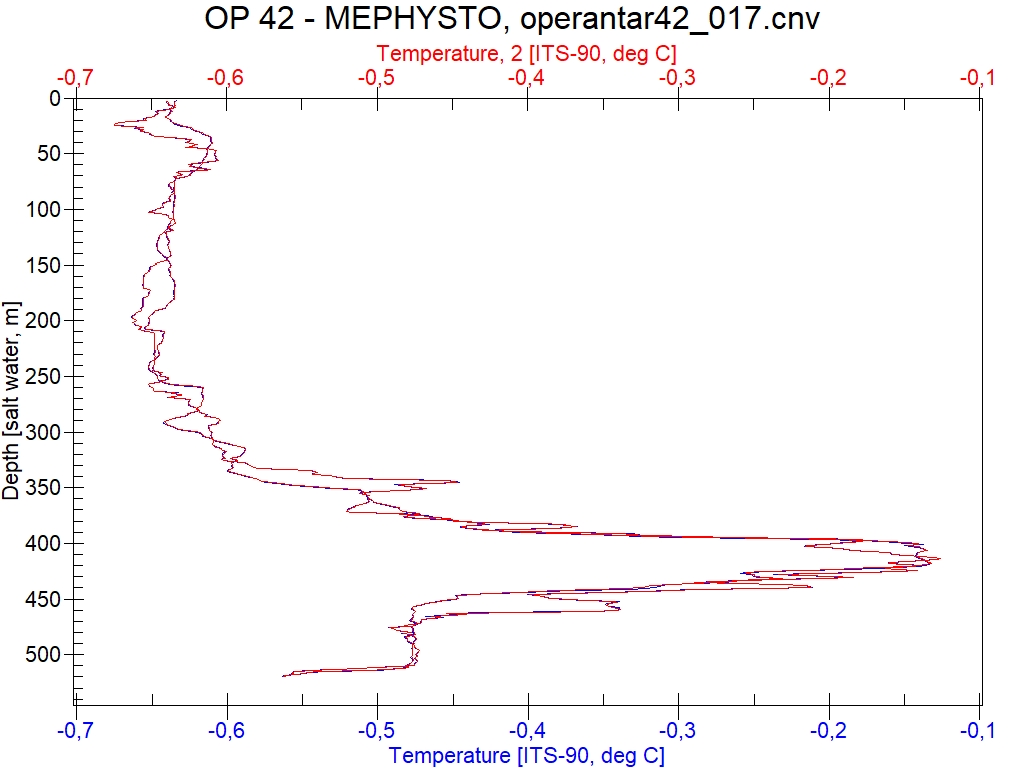 OP 42 - MEPHYSTO, operantar42_017.cnv
Temperature, 2 [ITS-90, deg C]
-0,7 -0,6 -0,5 -0,4 -0,3 -0,2 -0,1
0
50
100
150
200
250
300
350
400
450
500
Depth [salt water, m]
-0,7 -0,6 -0,5 -0,4 -0,3 -0,2 -0,1
Temperature [ITS-90, deg C]